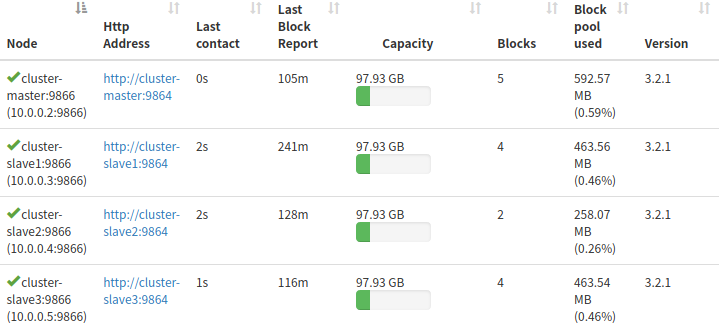 Node Http Address Last contact Last Block Report Capacity Blocks Block pool used Version
cluster-master:9866 (10.0.0.2:9866) http://cluster-master:9864 0s 105m 97.93 GB 5 592.57 MB (0.59%) 3.2.1
cluster-slave1:9866 (10.0.0.3:9866) http://cluster-slave1:9864 2s 241m 97.93 GB 4 463.56 MB (0.46%) 3.2.1
cluster-slave2:9866 (10.0.0.4:9866) http://cluster-slave2:9864 2s 128m 97.93 GB 2 258.07 MB (0.26%) 3.2.1
cluster-slave3:9866 (10.0.0.5:9866) http://cluster-slave3:9864 1s 116m 97.93 GB 4 463.54 MB (0.46%) 3.2.1